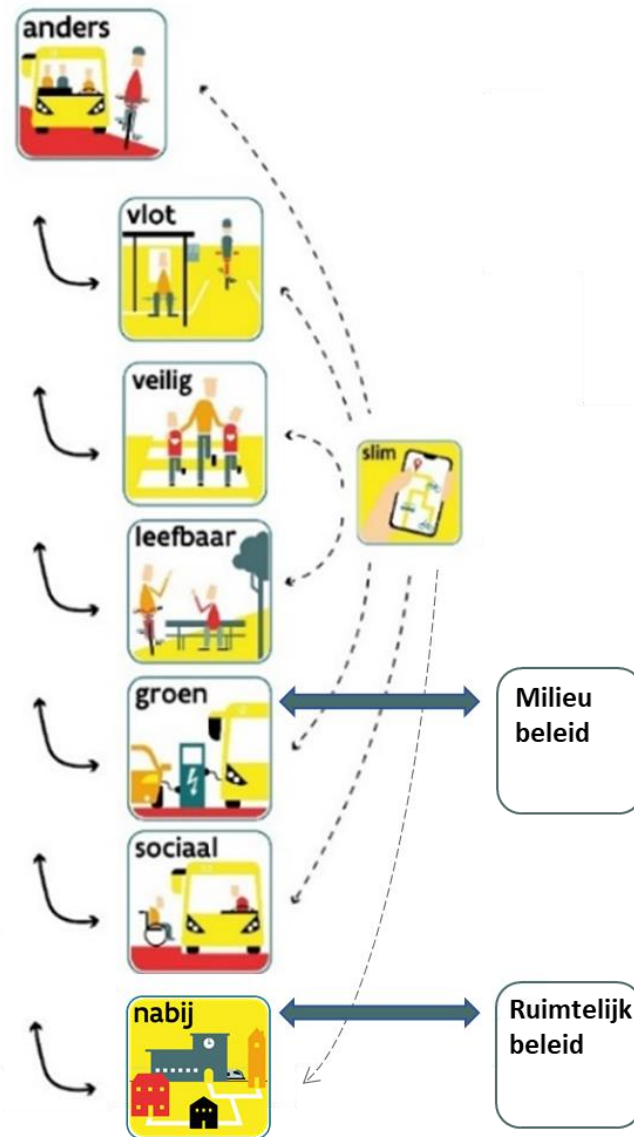 anders
vlot
veilig
slim
leefbaar
groen
Milieu
beleid
sociaal
nabij
Ruimtelijk
beleid